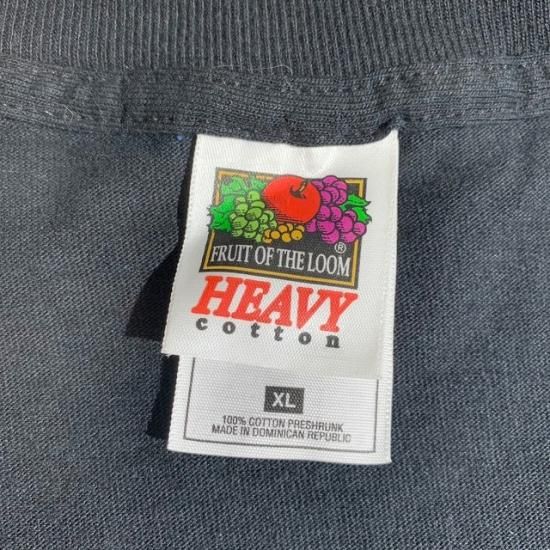 ®
FRUIT OF THE LOOM
HEAVY
cotton
XL
100% COTTON PRESHRUNK
MADE IN DOMINICAN REPUBLIC